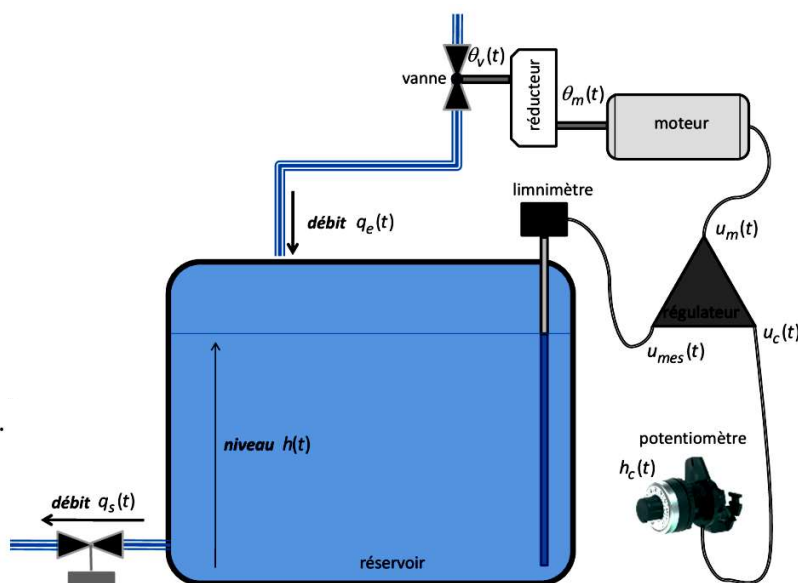 θv(t)
vanne
réducteur
θm(t)
moteur
limnimètre
débit qe(t)
um(t)
régulateur
uc(t)
umes(t)
potentiomètre
hc(t)
niveau h(t)
.
débit qs(t)
réservoir